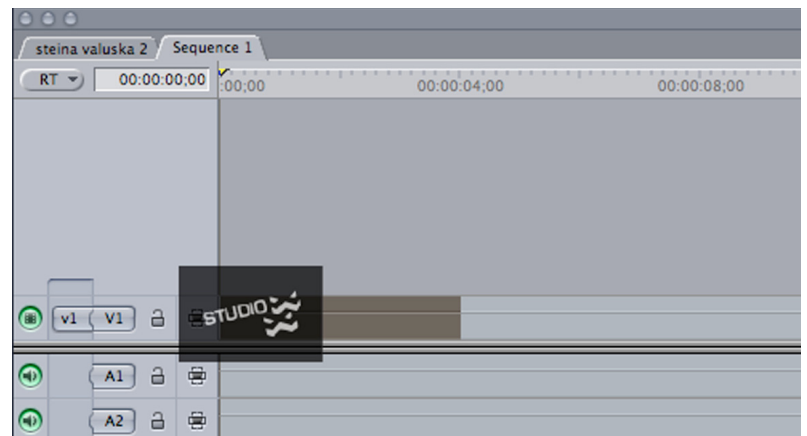 steina valuska 2 Sequence 1
RT 00:00:00;00 :00;00 00:00:04;00 00:00:08;00
v1 V1 STUDIO
A1
A2